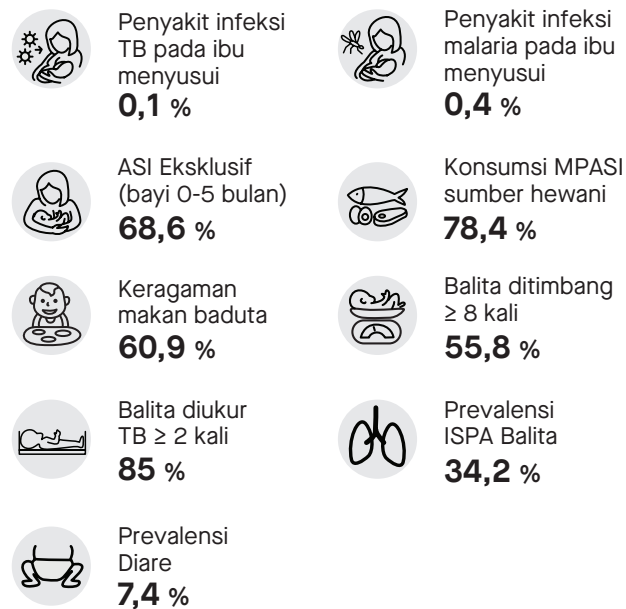 Penyakit infeksi
TB pada ibu
menyusui
0,1 %
Penyakit infeksi
malaria pada ibu
menyusui
0,4 %
ASI Eksklusif
(bayi 0-5 bulan)
68,6 %
Konsumsi MPASI
sumber hewani
78,4 %
Keragaman
makan baduta
60,9 %
Balita ditimbang
≥ 8 kali
55,8 %
Balita diukur
TB ≥ 2 kali
85 %
Prevalensi
ISPA Balita
34,2 %
Prevalensi
Diare
7,4 %